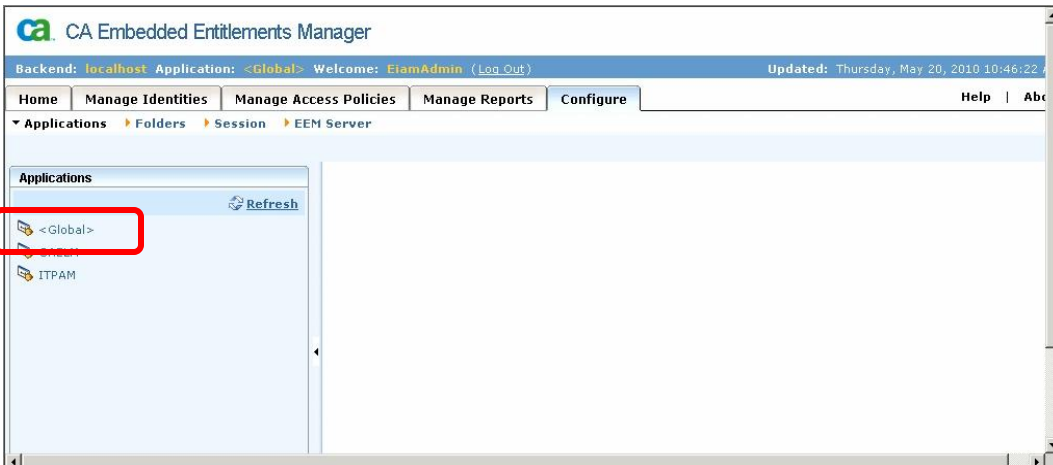 ca CA Embedded Entitlements Manager
Backend: localhost Application: <Global> Welcome: EiamAdmin (Log Out) Updated: Thursday, May 20, 2010 10:46:22
Home Manage Identities Manage Access Policies Manage Reports Configure Help |
Applications Folders Session EEM Server
Applications
Refresh
<Global>
ITPAM